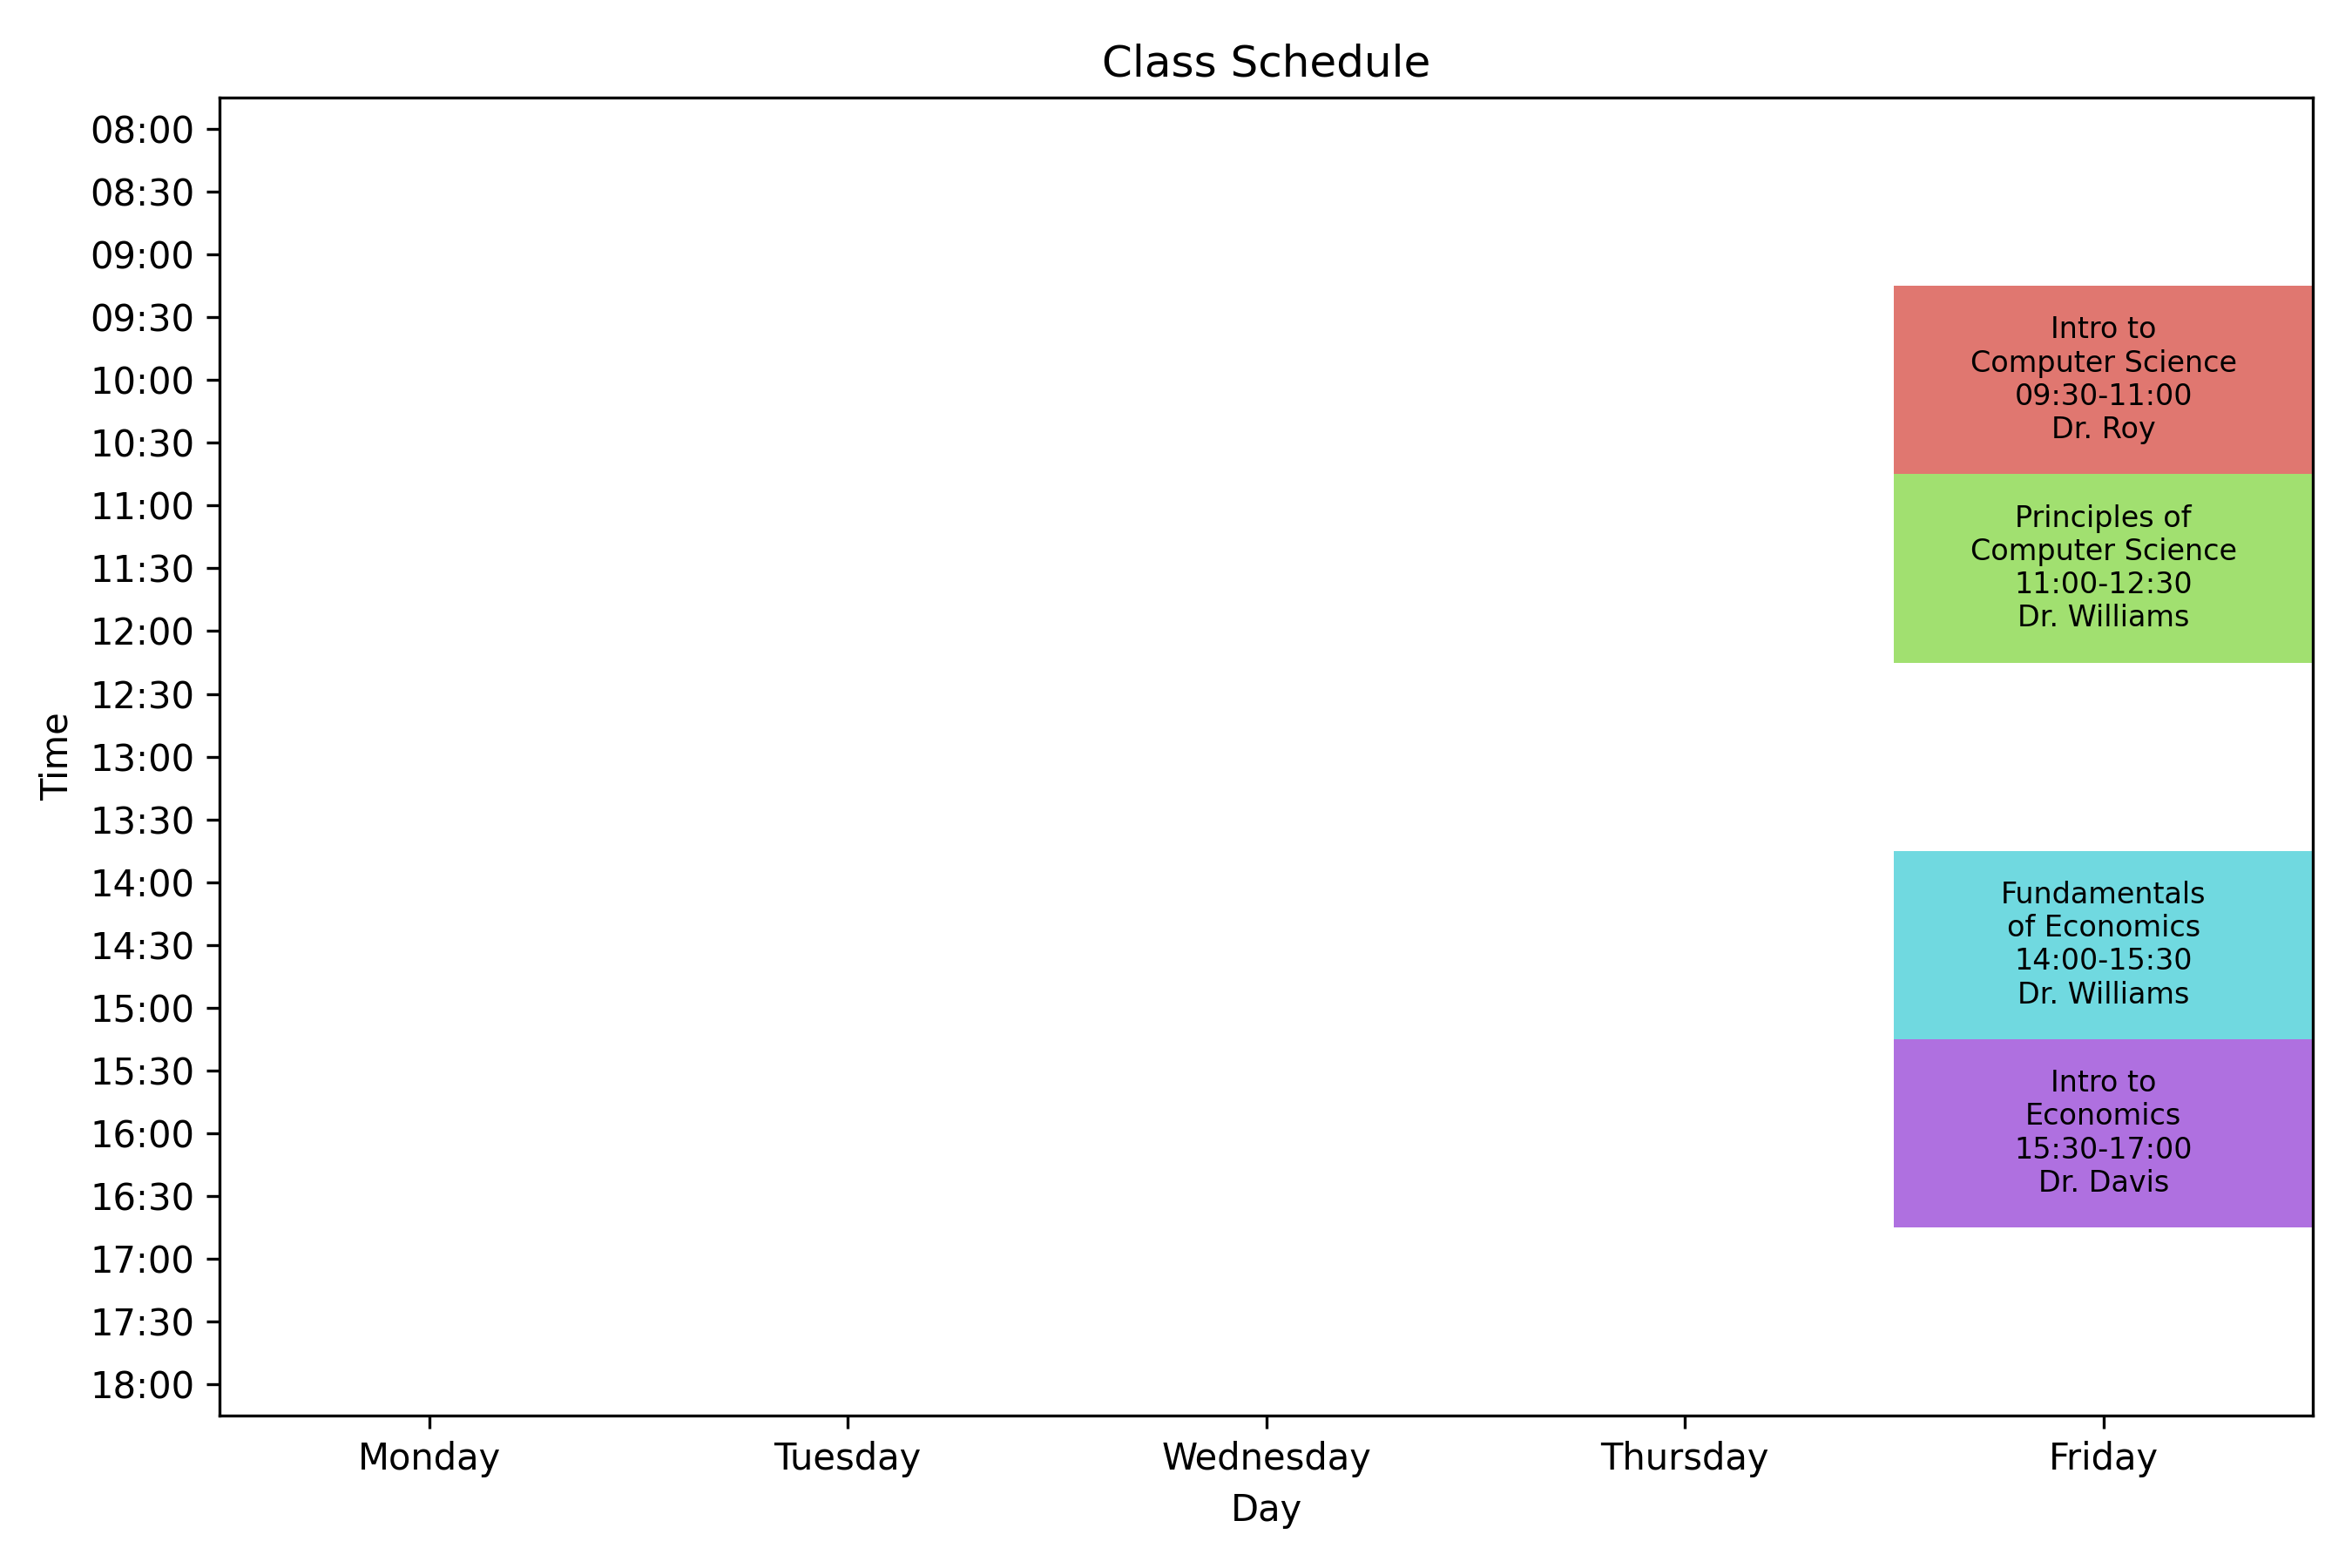 Class Schedule
Time
08:00
08:30
09:00
09:30
10:00
10:30
11:00
11:30
12:00
12:30
13:00
13:30
14:00
14:30
15:00
15:30
16:00
16:30
17:00
17:30
18:00
Intro to
Computer Science
09:30-11:00
Dr. Roy
Principles of
Computer Science
11:00-12:30
Dr. Williams
Fundamentals
of Economics
14:00-15:30
Dr. Williams
Intro to
Economics
15:30-17:00
Dr. Davis
Monday
Tuesday
Wednesday
Thursday
Friday
Day